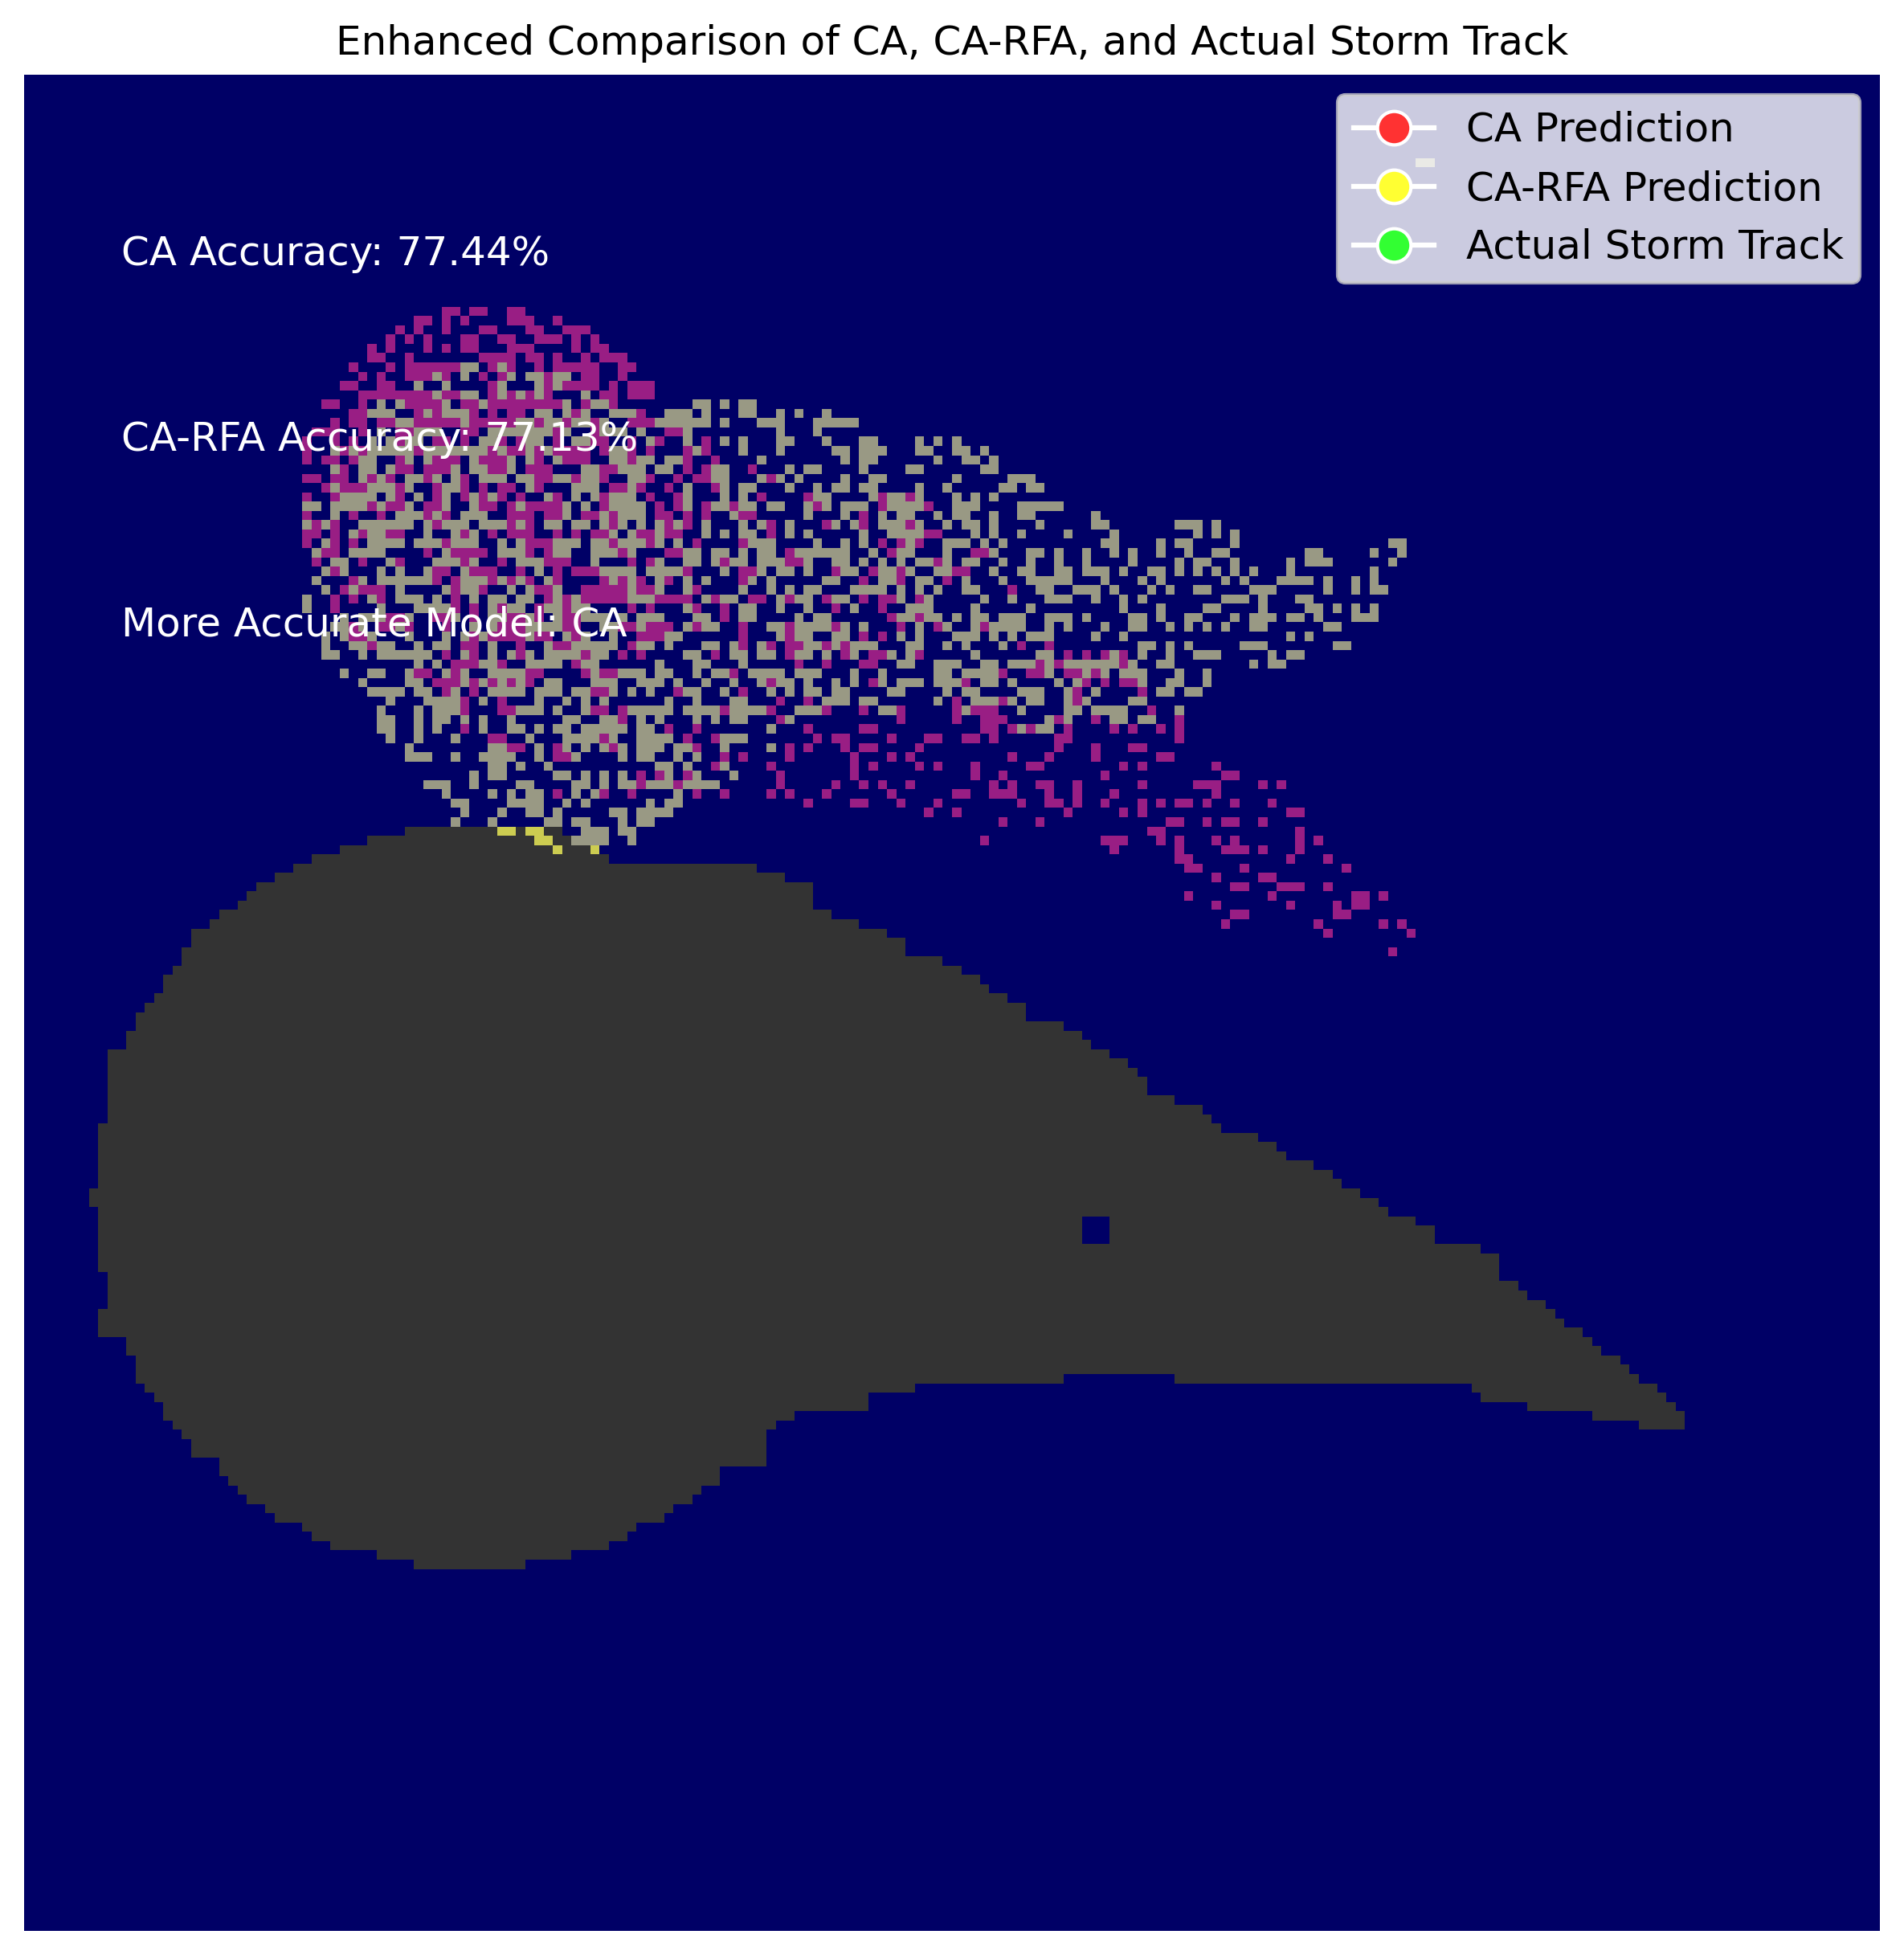 Enhanced Comparison of CA, CA-RFA, and Actual Storm Track
CA Prediction
CA-RFA Prediction
Actual Storm Track
CA Accuracy: 77.44%
CA-RFA Accuracy: 77.13%
More Accurate Model: CA